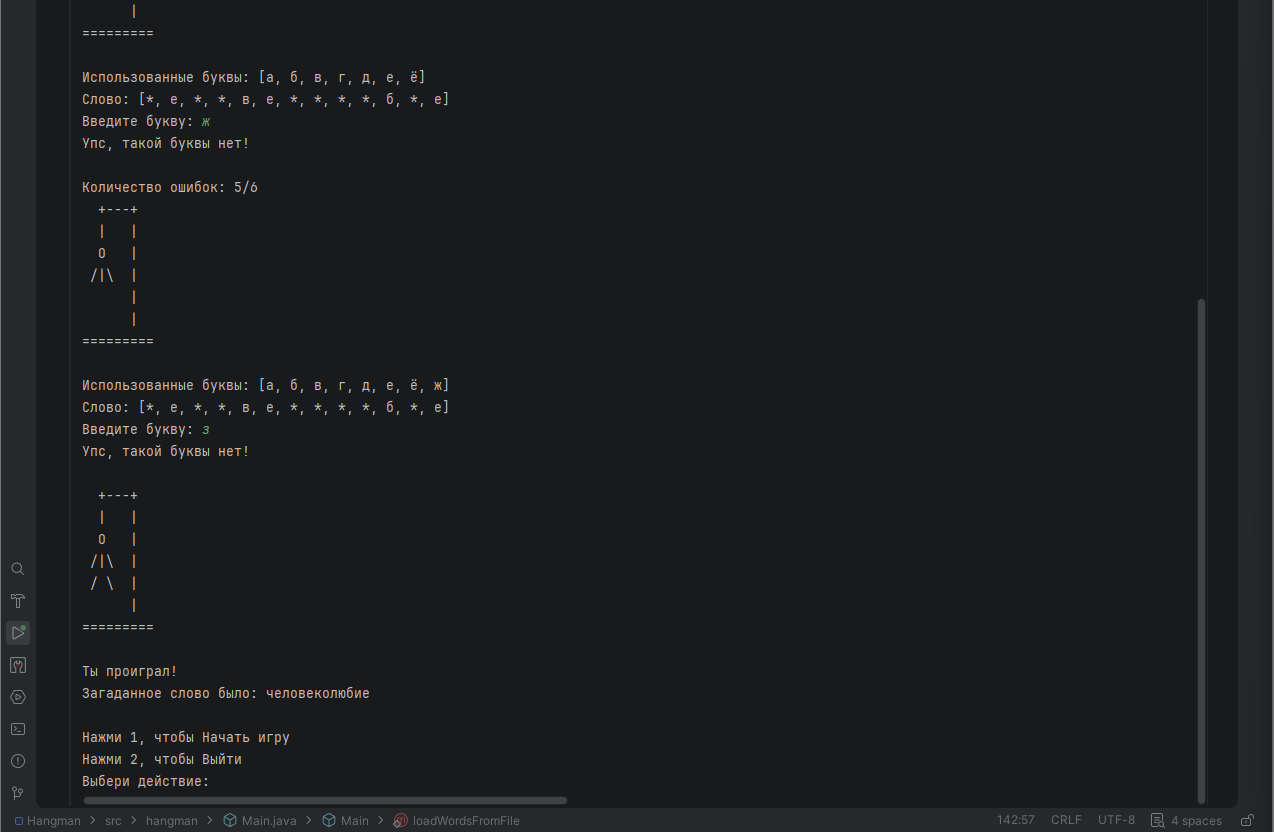 |
=========
Использованные буквы: [а, б, в, г, д, е, ё]
Слово: [*, е, *, *, в, е, *, *, *, *, б, *, е]
Введите букву: ж
Упс, такой буквы нет!
Количество ошибок: 5/6
  +---+
  |   |
  O   |
 /|\  |
      |
      |
=========
Использованные буквы: [а, б, в, г, д, е, ё, ж]
Слово: [*, е, *, *, в, е, *, *, *, *, б, *, е]
Введите букву: з
Упс, такой буквы нет!
  +---+
  |   |
  O   |
 /|\  |
 / \  |
      |
=========
Ты проиграл!
Загаданное слово было: человеколюбие
Нажми 1, чтобы Начать игру
Нажми 2, чтобы Выйти
Выбери действие:
Hangman > src > hangman > Main.java > Main > loadWordsFromFile 142:57 CRLF UTF-8 4 spaces